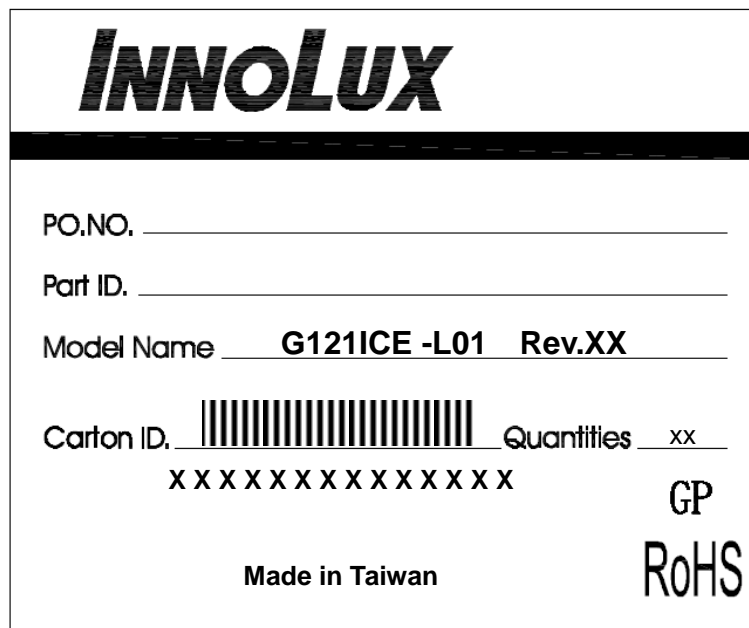 INNOLUX
PO.NO.
Part ID.
Model Name G121ICE -L01 Rev.XX
Carton ID. Quantities xx
X X X X X X X X X X X X X X
GP
RoHS
Made in Taiwan